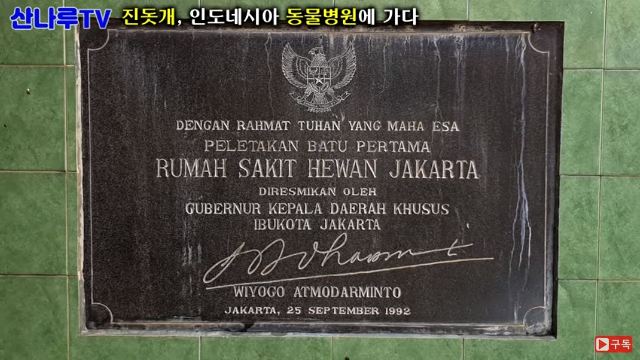 산나루TV 진돗개, 인도네시아 동물병원에 가다
DENGAN RAHMAT TUHAN YANG MAHA ESA
PELETAKAN BATU PERTAMA
RUMAH SAKIT HEWAN JAKARTA
DIRESMIKAN OLEH
GUBERNUR KEPALA DAERAH KHUSUS
IBUKOTA JAKARTA
WIYOGO ATMODARMINTO
JAKARTA, 25 SEPTEMBER 1992
구독